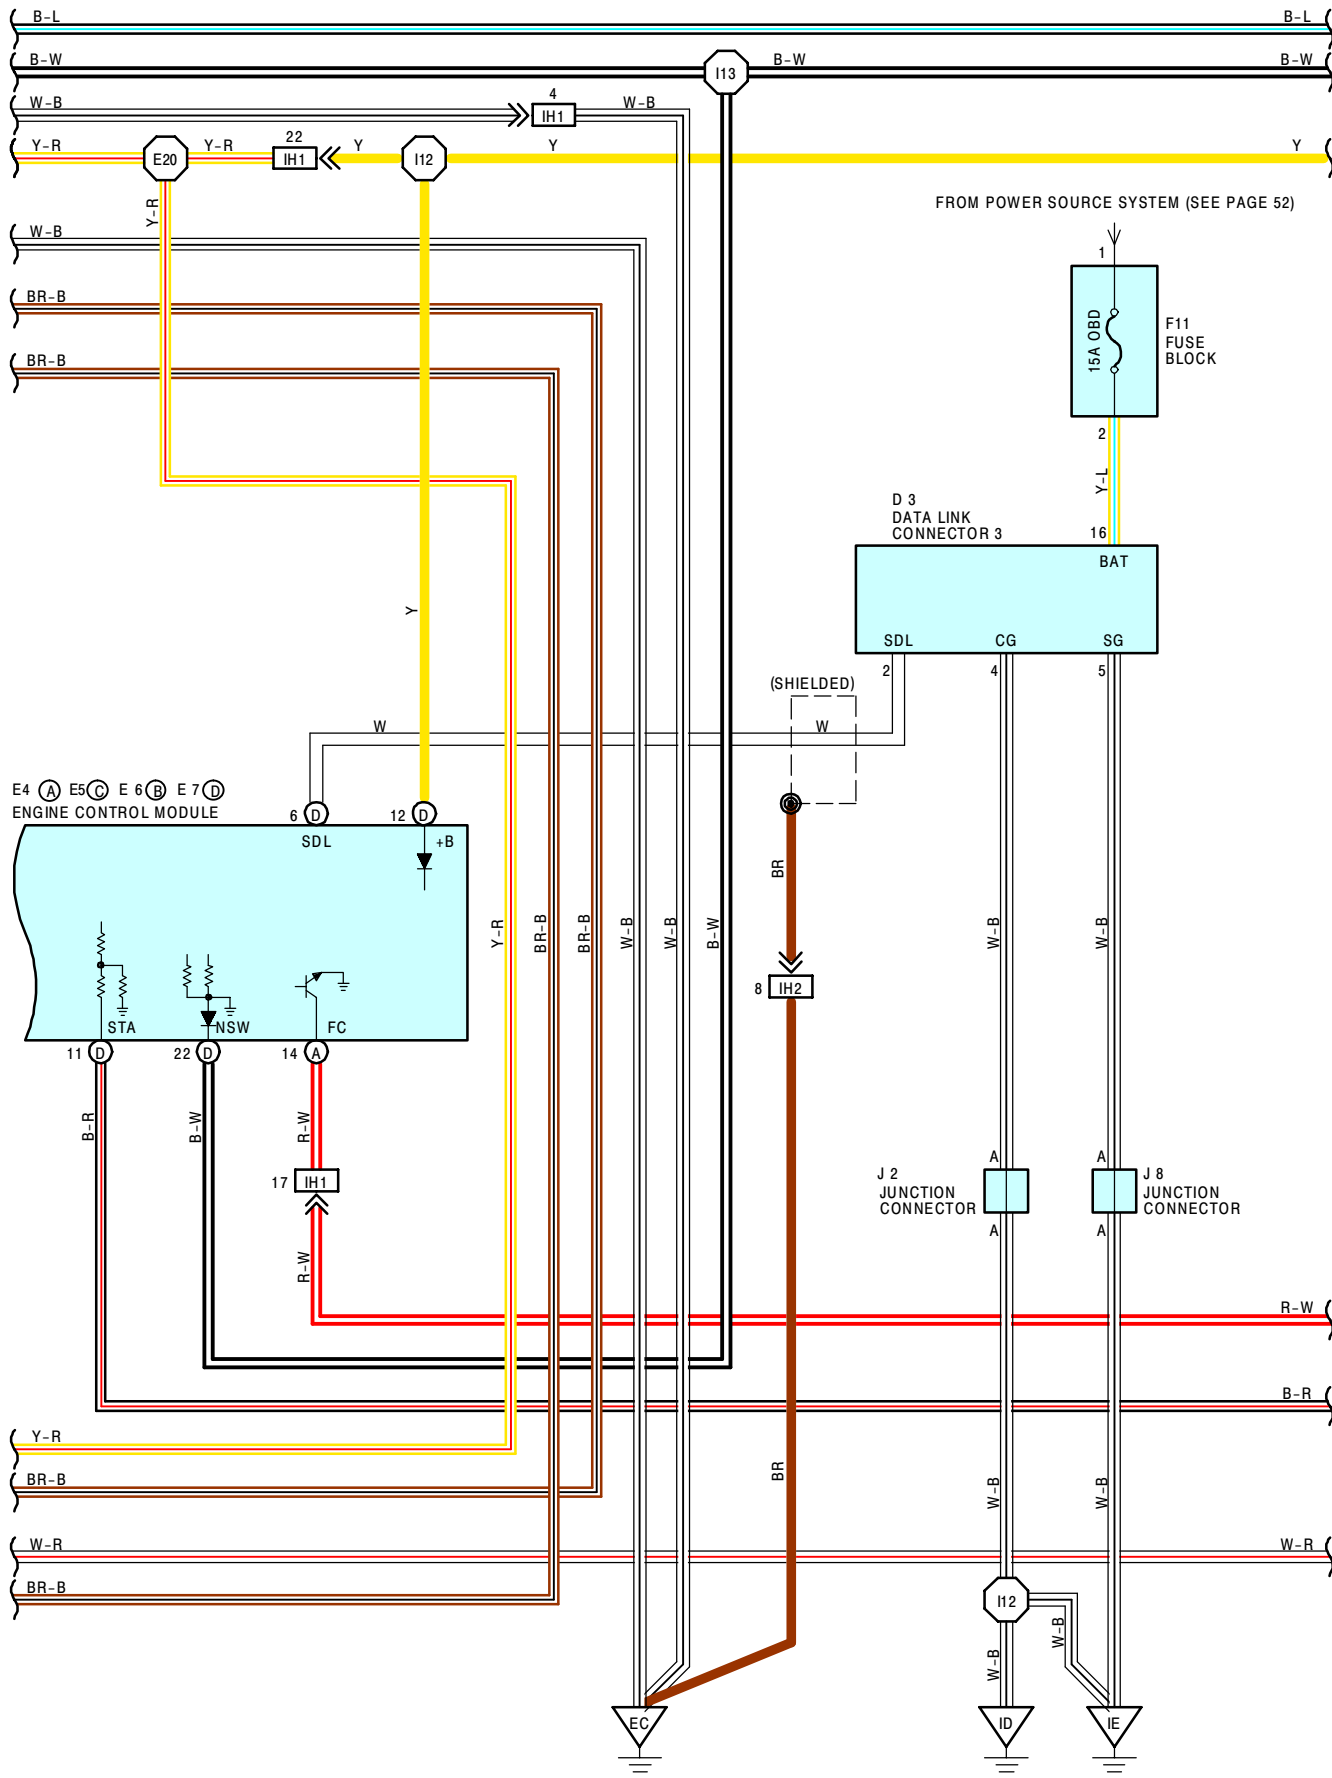 B-L
B-L
B-W
B-W
B-W
I13
W-B
4
IH1
W-B
Y-R
E20
Y-R
22
IH1
Y
I12
Y
Y
Y-R
FROM POWER SOURCE SYSTEM (SEE PAGE 52)
W-B
1
BR-B
15A OBD
F11
FUSE
BLOCK
BR-B
2
Y-L
D 3
DATA LINK
CONNECTOR 3
16
BAT
Y
SDL
CG
SG
2
4
5
(SHIELDED)
W
W
E4 A E5 C E 6 B E 7 D
ENGINE CONTROL MODULE
6 D
12 D
SDL
+B
BR
Y-R
BR-B
BR-B
W-B
W-B
B-W
W-B
W-B
8
IH2
STA
NSW
FC
11 D
22 D
14 A
B-R
B-W
R-W
17
IH1
A
A
J 2
JUNCTION
CONNECTOR
J 8
JUNCTION
CONNECTOR
A
A
R-W
R-W
B-R
Y-R
BR-B
BR
W-B
W-B
W-R
W-R
BR-B
I12
W-B
W-B
EC
ID
IE